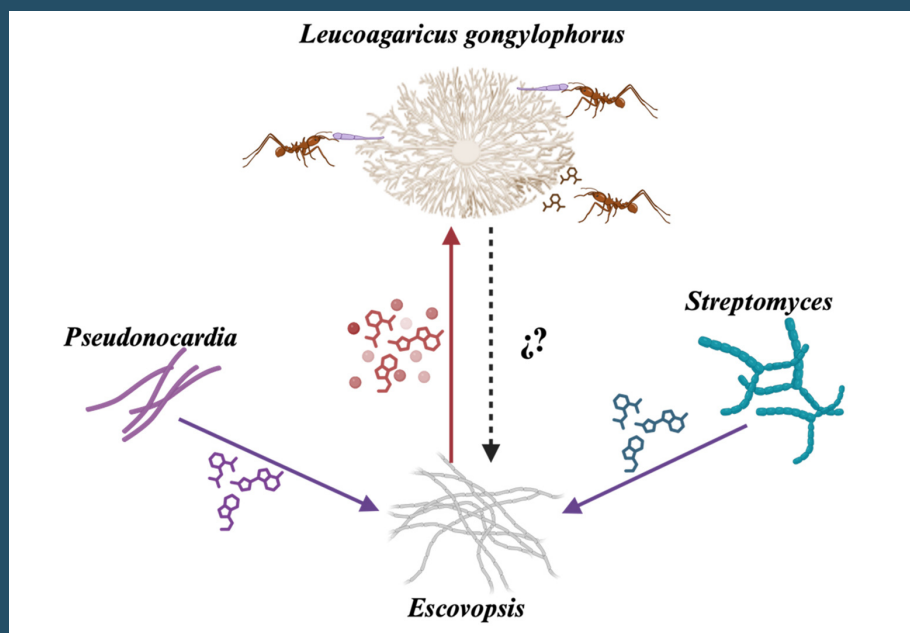 Leucoagaricus gongylophorus
Streptomyces
Pseudonocardia
¿?
Escovopsis